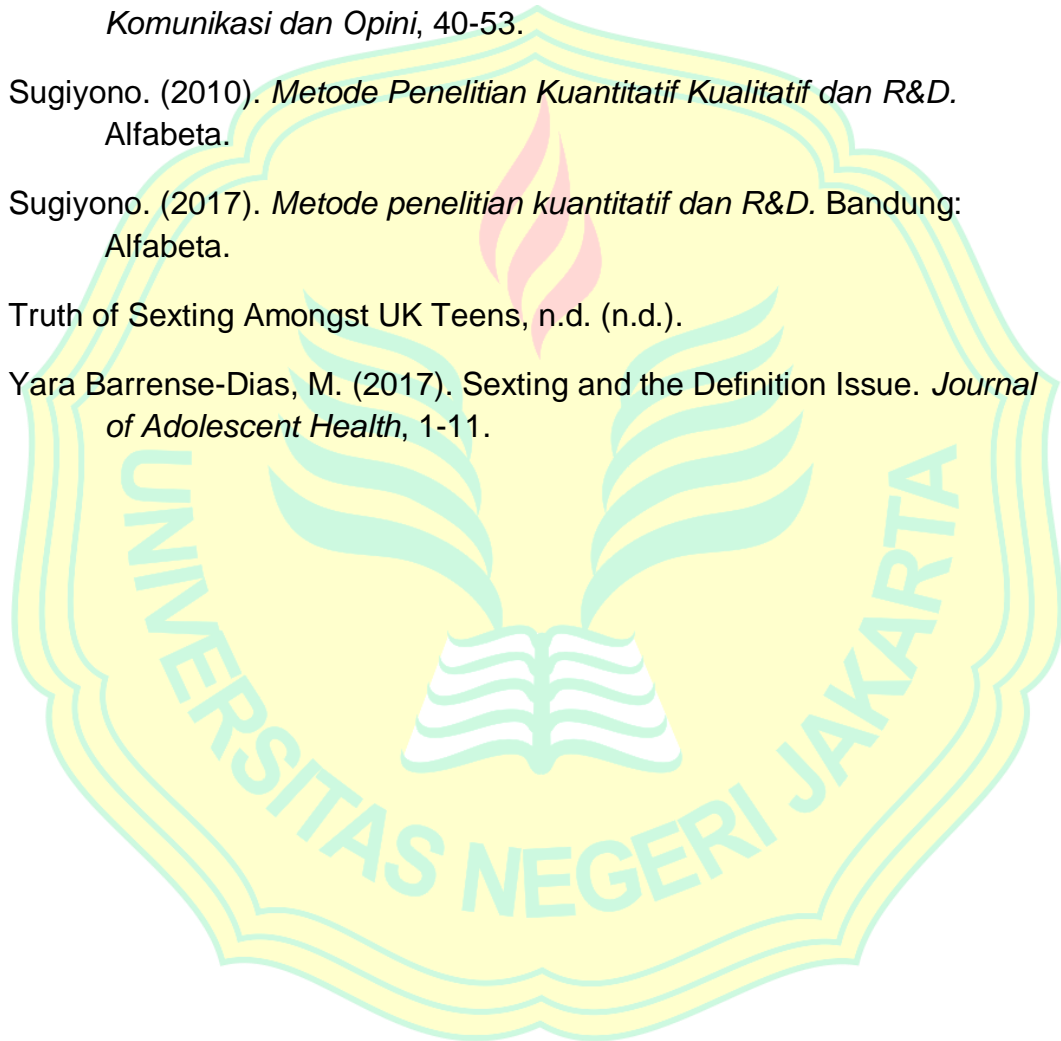 Komunikasi dan Opini, 40-53.
Sugiyono. (2010). Metode Penelitian Kuantitatif Kualitatif dan R&D.
Alfabeta.
Sugiyono. (2017). Metode penelitian kuantitatif dan R&D. Bandung:
Alfabeta.
Truth of Sexting Amongst UK Teens, n.d. (n.d.).
Yara Barrense-Dias, M. (2017). Sexting and the Definition Issue. Journal
of Adolescent Health, 1-11.
UNIVERSITAS NEGERI JAKARTA